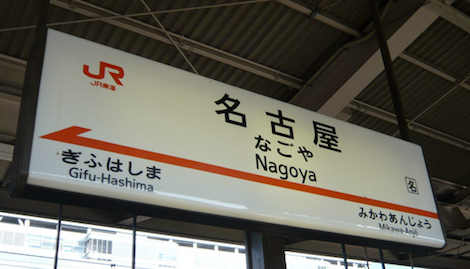 JR
JR東海
名古屋
なごや
Nagoya
名
ぎふはしま
Gifu-Hashima
みかわあんじょう
Mikawa-Anjō